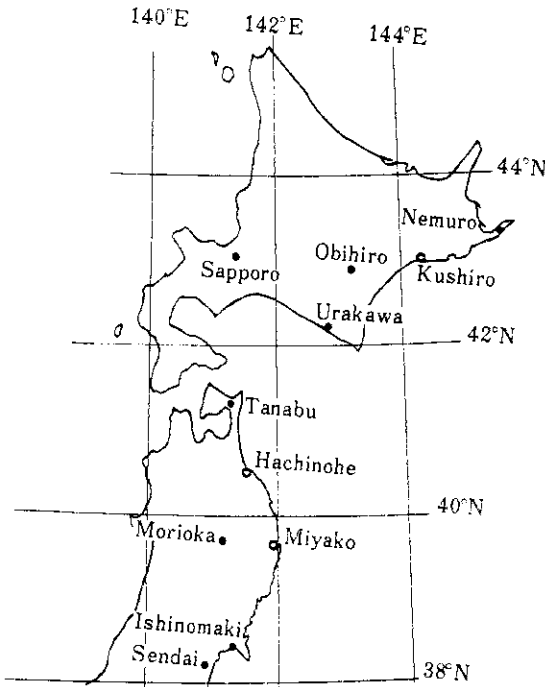 140°E 142°E 144°E
44°N
Nemuro
Obihiro
Sapporo Kushiro
Urakawa
42°N
Tanabu
Hachinohe
40°N
Morioka Miyako
Ishinomaki
Sendai
38°N